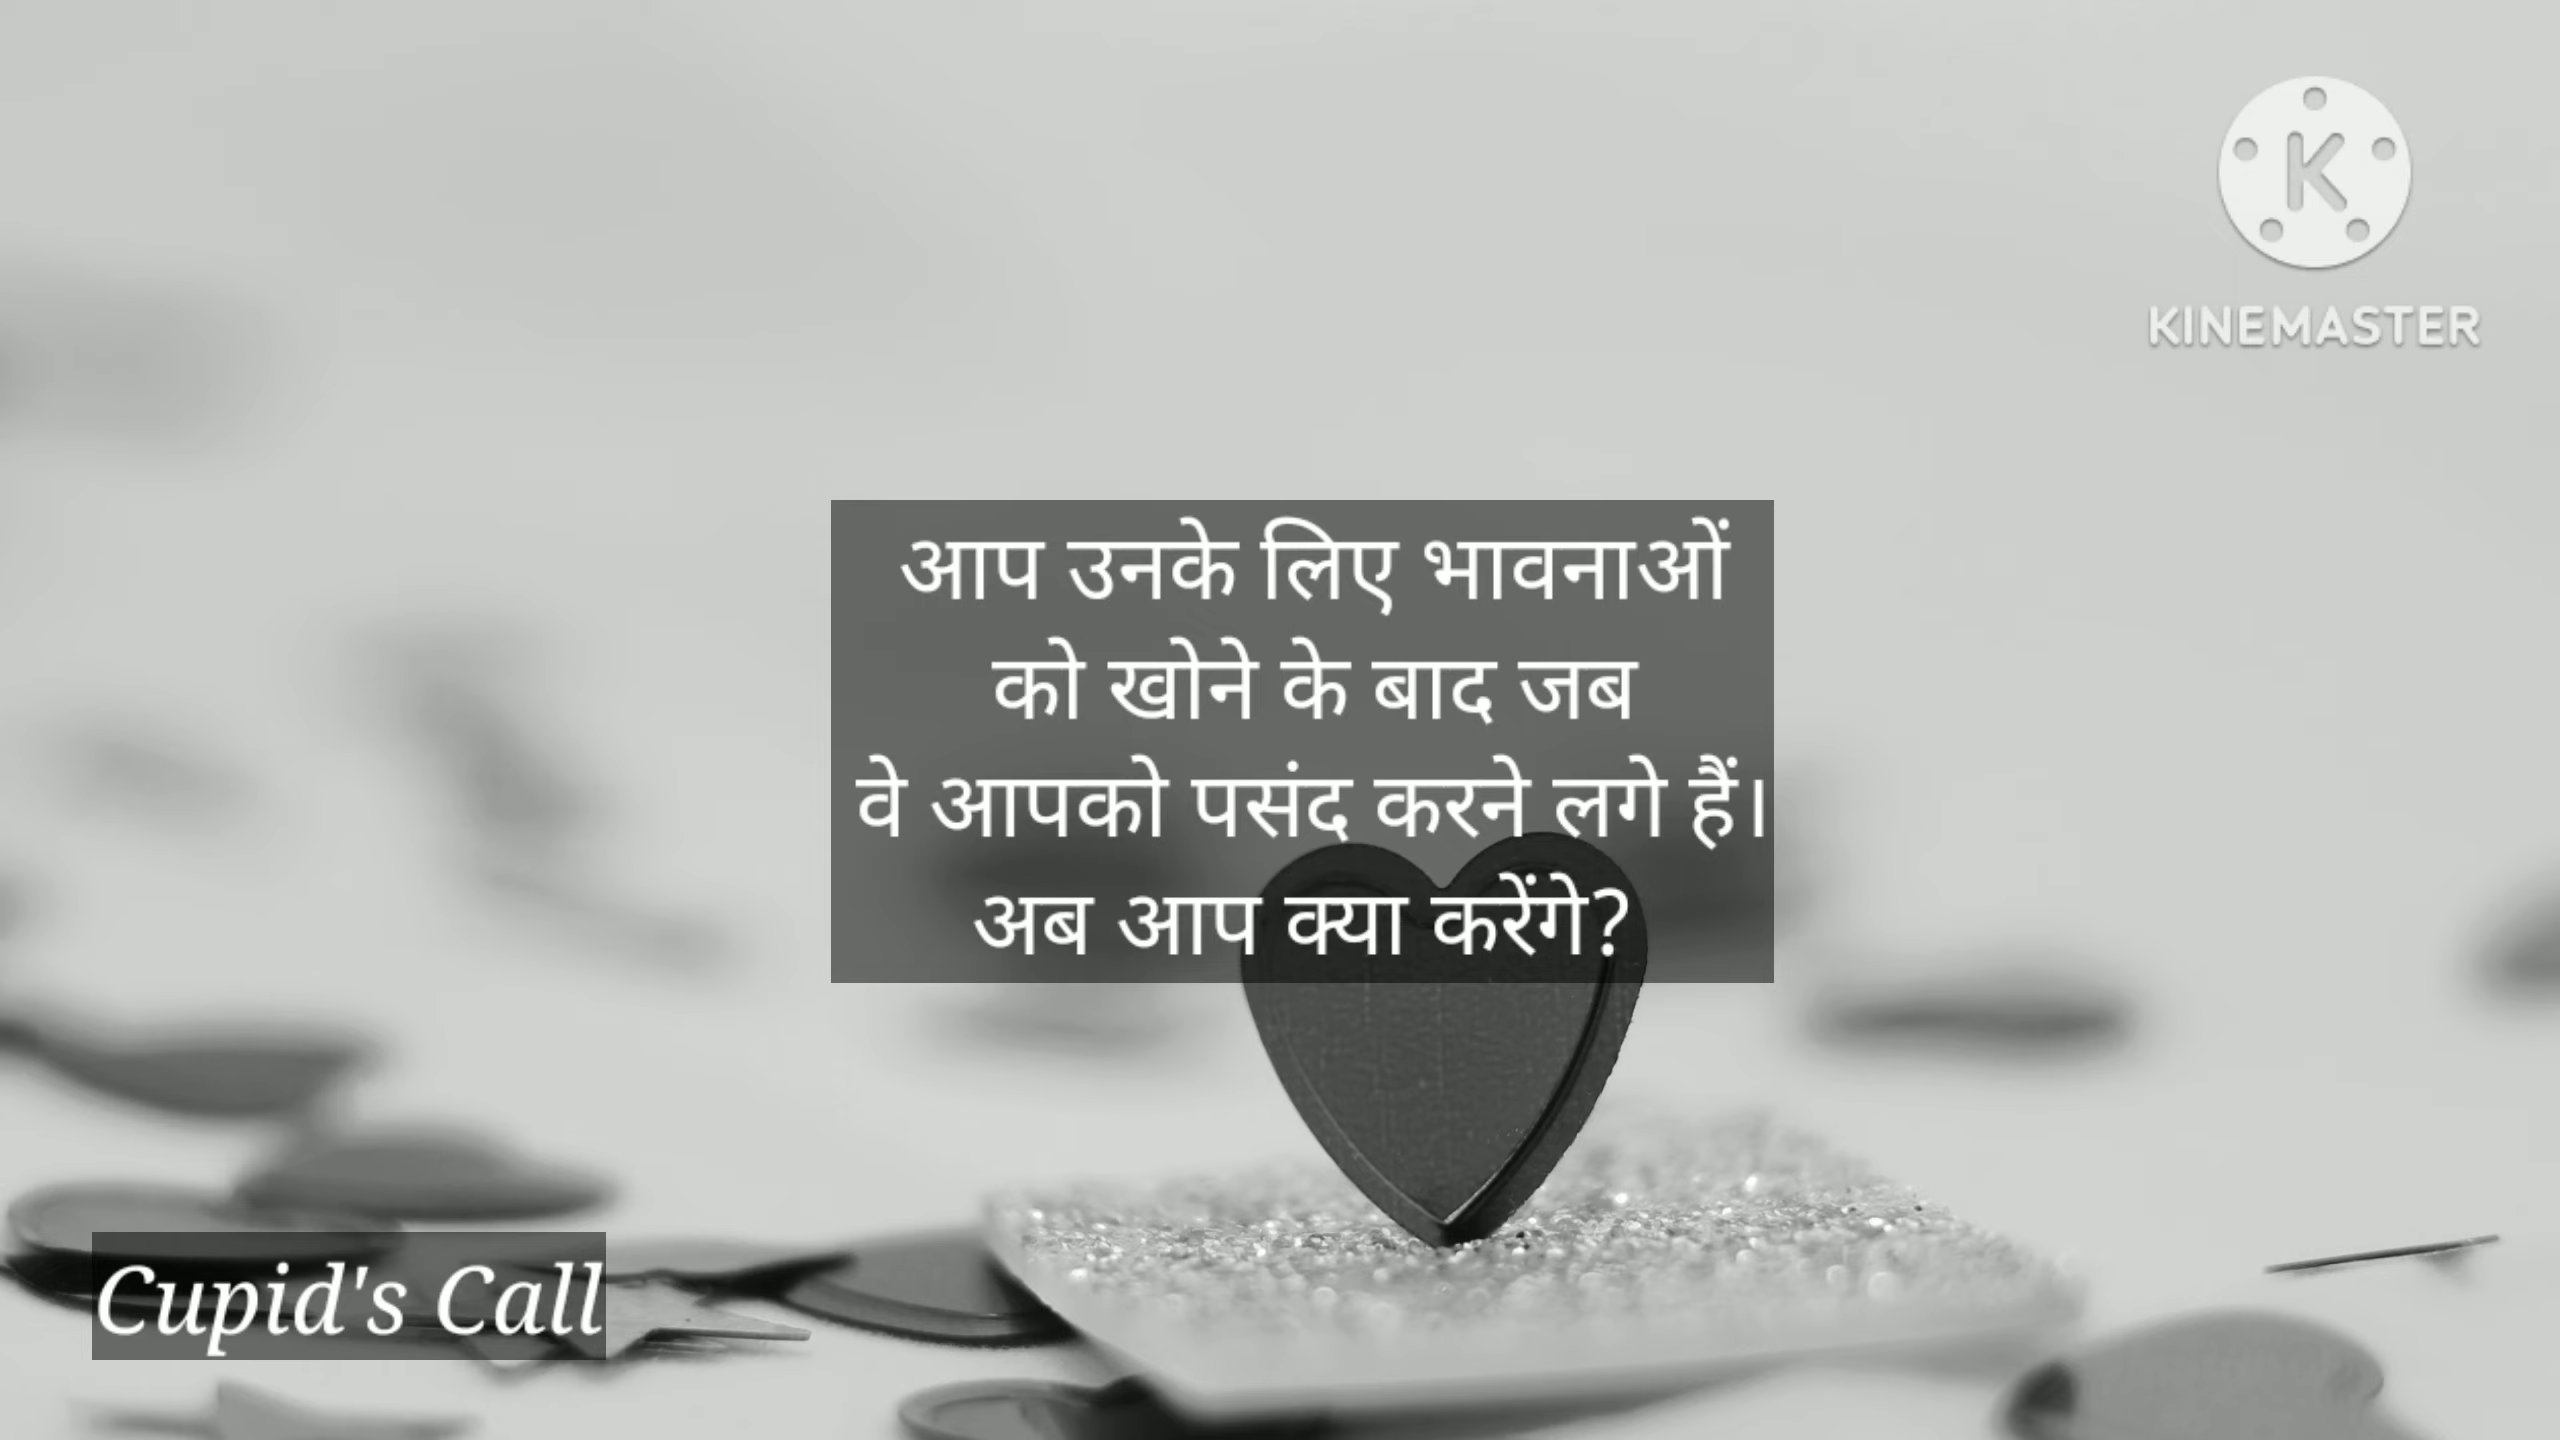 K
KINEMASTER
आप उनके लिए भावनाओं
को खोने के बाद जब
वे आपको पसंद करने लगे हैं।
अब आप क्या करेंगे?
Cupid's Call